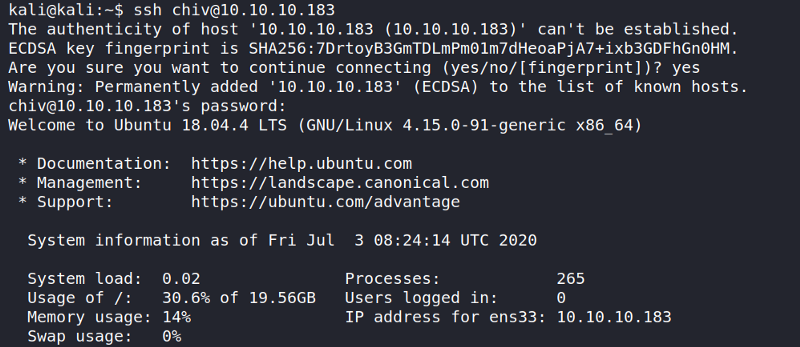 kali@kali:~$ ssh chiv@10.10.10.183
The authenticity of host '10.10.10.183 (10.10.10.183)' can't be established.
ECDSA key fingerprint is SHA256:7DrtoyB3GmTDLmPm01m7dHeoaPjA7+ixb3GDFhGn0HM.
Are you sure you want to continue connecting (yes/no/[fingerprint])? yes
Warning: Permanently added '10.10.10.183' (ECDSA) to the list of known hosts.
chiv@10.10.10.183's password:
Welcome to Ubuntu 18.04.4 LTS (GNU/Linux 4.15.0-91-generic x86_64)
* Documentation:  https://help.ubuntu.com
* Management:     https://landscape.canonical.com
* Support:        https://ubuntu.com/advantage
System information as of Fri Jul  3 08:24:14 UTC 2020
System load:  0.02                Processes:             265
Usage of /:   30.6% of 19.56GB   Users logged in:       0
Memory usage: 14%                IP address for ens33: 10.10.10.183
Swap usage:   0%